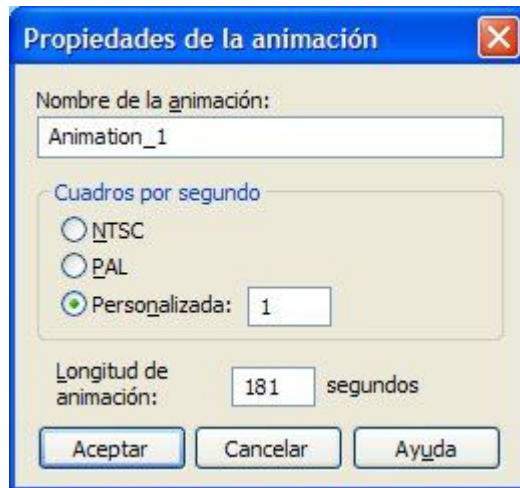 Propiedades de la animación
Nombre de la animación:
Animation_1
Cuadros por segundo
NTSC
PAL
Personalizada: 1
Longitud de
animación: 181 segundos
Aceptar Cancelar Ayuda